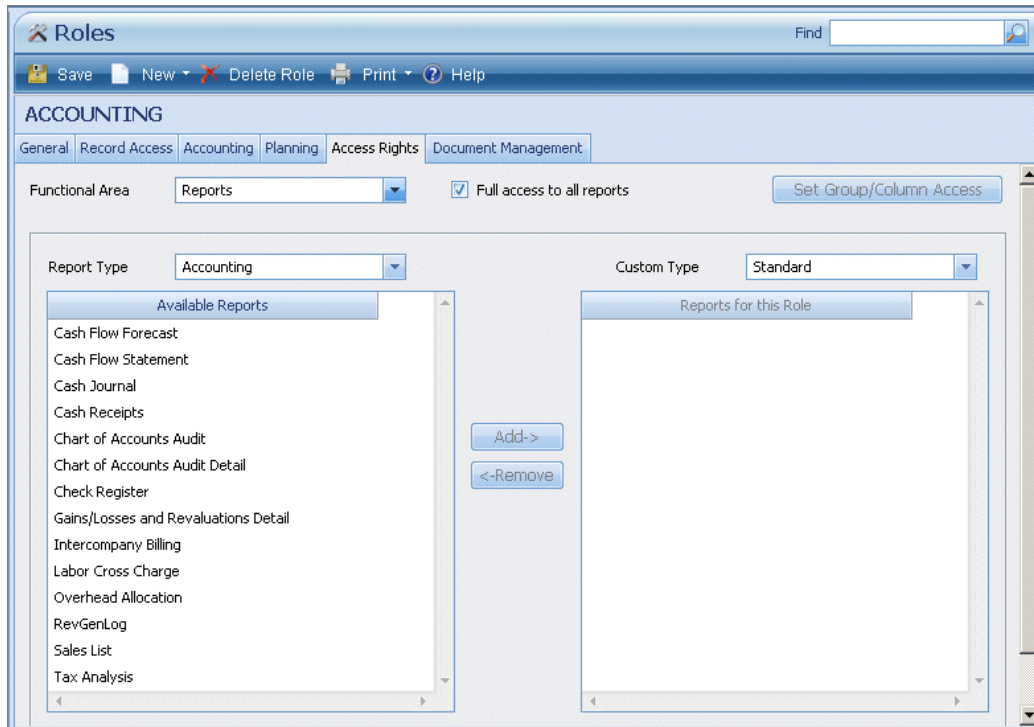 Roles
Find
Save New Delete Role Print Help
ACCOUNTING
General Record Access Accounting Planning Access Rights Document Management
Functional Area Reports Full access to all reports Set Group/Column Access
Report Type Accounting Custom Type Standard
Available Reports Reports for this Role
Cash Flow Forecast
Cash Flow Statement
Cash Journal
Cash Receipts
Chart of Accounts Audit
Add->
Chart of Accounts Audit Detail
<-Remove
Check Register
Gains/Losses and Revaluations Detail
Intercompany Billing
Labor Cross Charge
Overhead Allocation
RevGenLog
Sales List
Tax Analysis